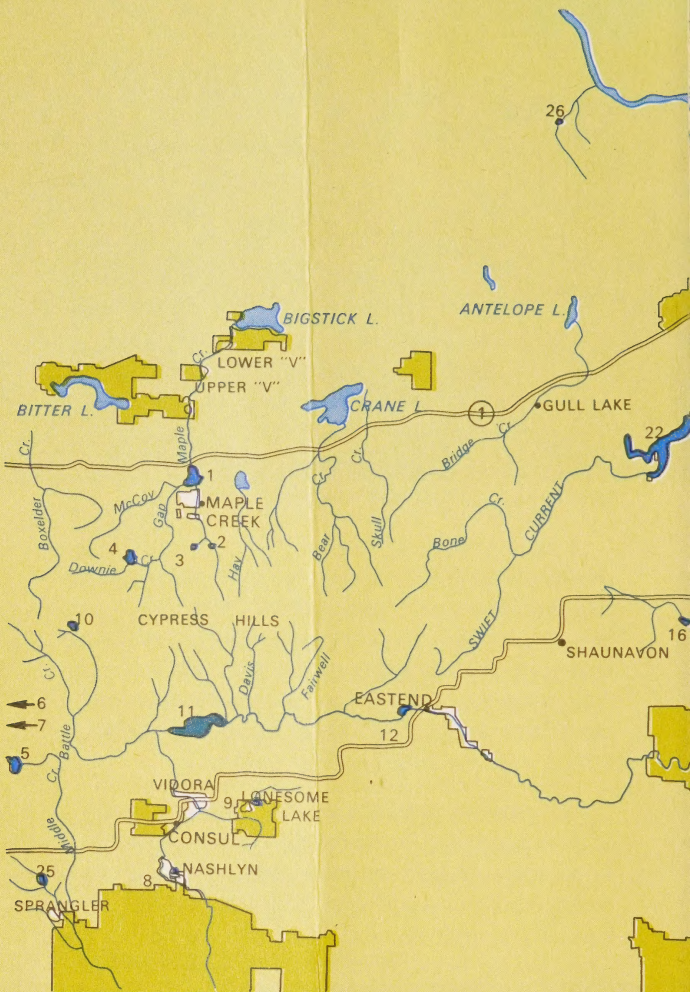 26
BIGSTICK L.
ANTELOPE L.
Cr.
LOWER "V"
UPPER "V"
BITTER L.
CRANE L
1
GULL LAKE
Cr.
22
Cr.
Maple
Bridge
Cr.
Cr.
1
McCoy
MAPLE
CREEK
Gap
Boxelder
Skull
Bear
Cr.
CURRENT
Bone
4
Cr.
3
2
Hay
Downie
10
CYPRESS HILLS
SWIFT
16
SHAUNAVON
Cr.
Davis
Fairwell
6
EASTEND
11
7
12
Battle
5
Cr.
VIDORA
9
LONESOME
LAKE
CONSUL
Middle
NASHLYN
25
8
SPRANGLER